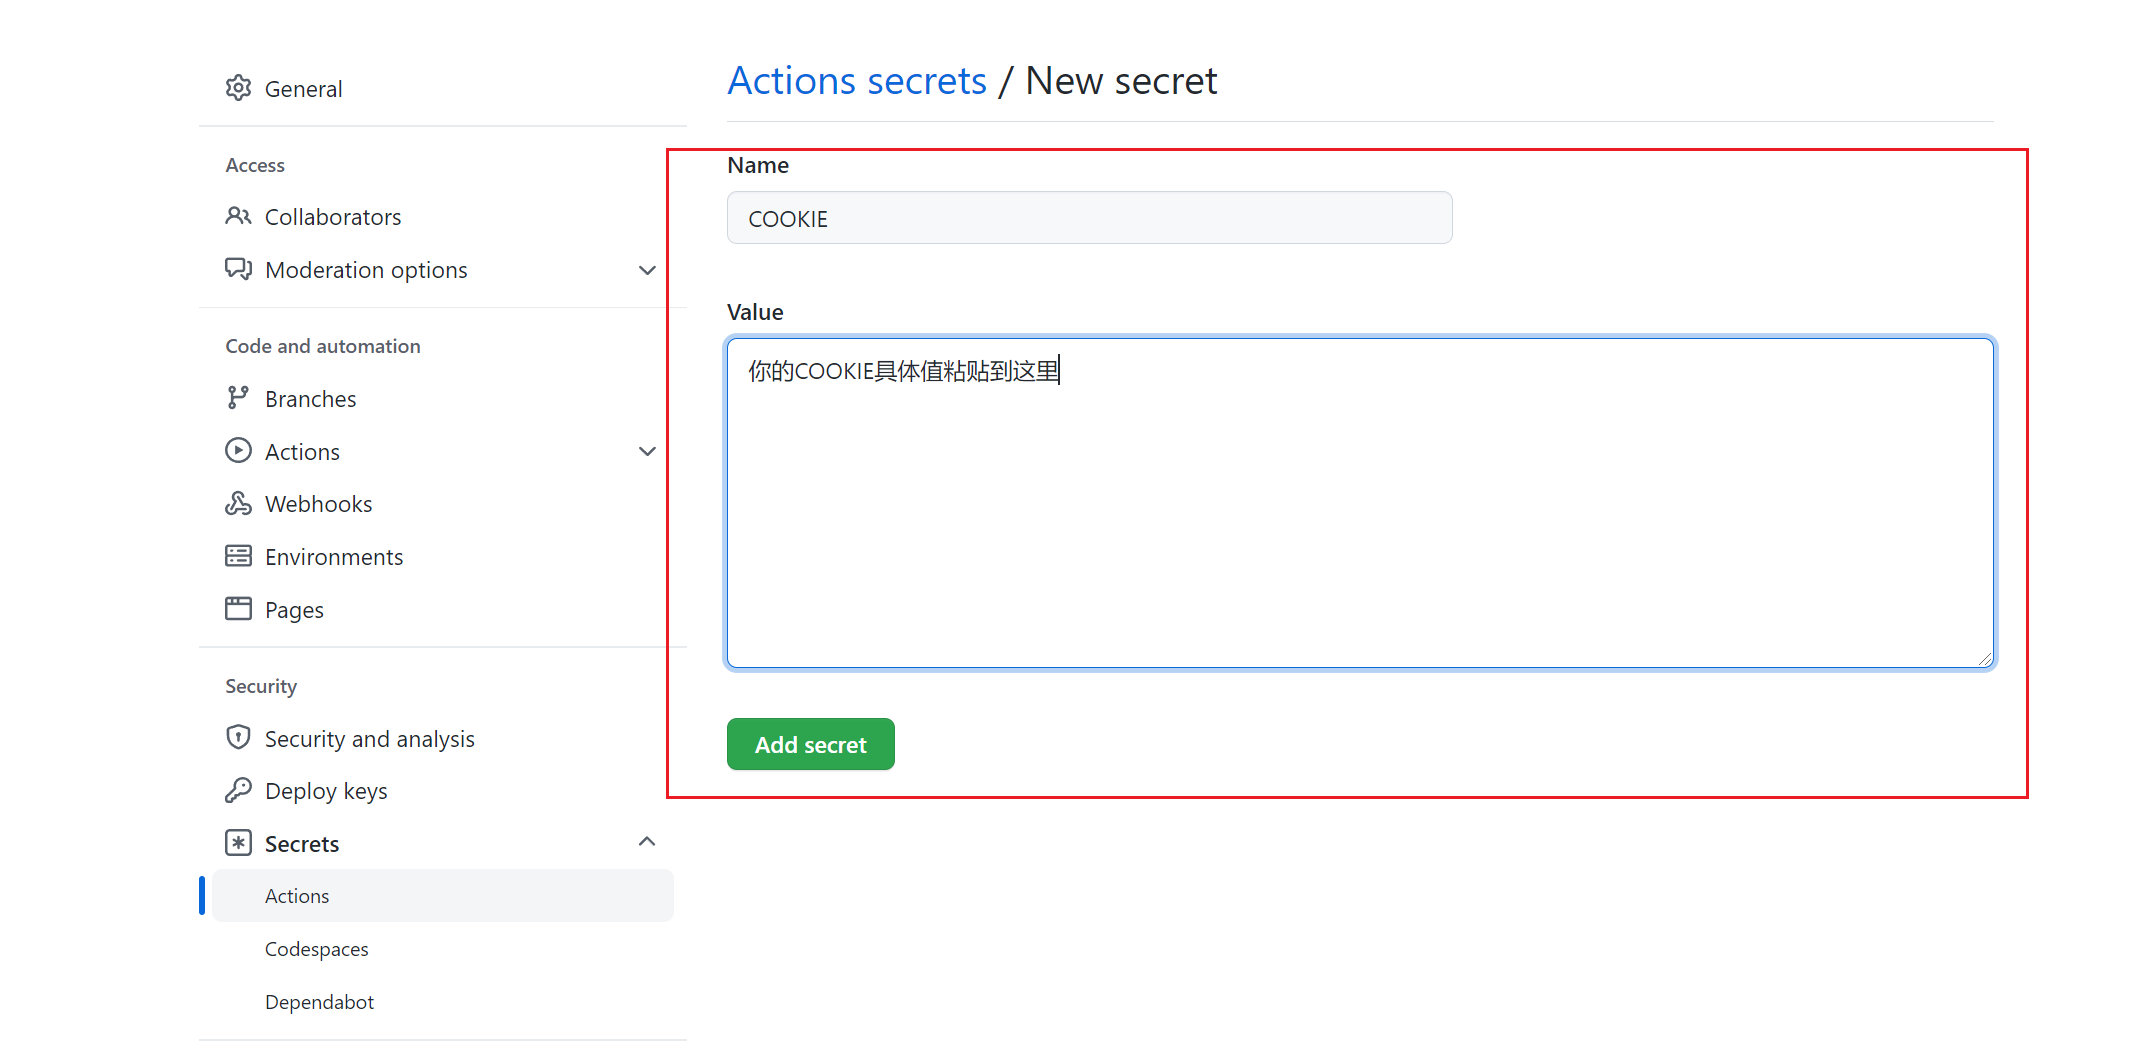 General
Access
Collaborators
Moderation options
Code and automation
Branches
Actions
Webhooks
Environments
Pages
Security
Security and analysis
Deploy keys
Secrets
Actions
Codespaces
Dependabot
Actions secrets / New secret
Name
COOKIE
Value
你的COOKIE具体值粘贴到这里
Add secret